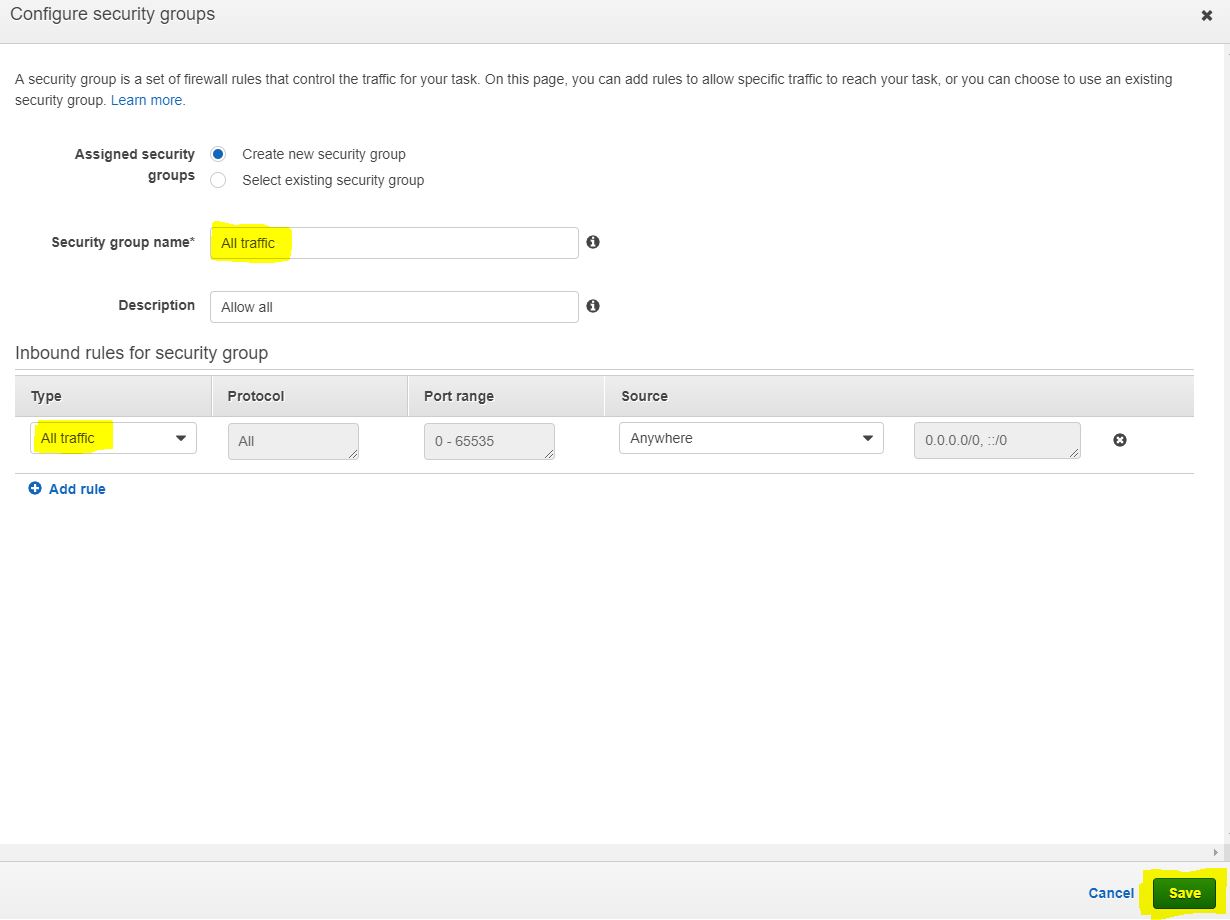 Configure security groups
A security group is a set of firewall rules that control the traffic for your task. On this page, you can add rules to allow specific traffic to reach your task, or you can choose to use an existing
security group. Learn more.
Assigned security
groups
Create new security group
Select existing security group
Security group name*
All traffic
Description
Allow all
Inbound rules for security group
Type Protocol Port range Source
All traffic All 0 - 65535 Anywhere 0.0.0.0/0, ::/0
Add rule
Cancel Save